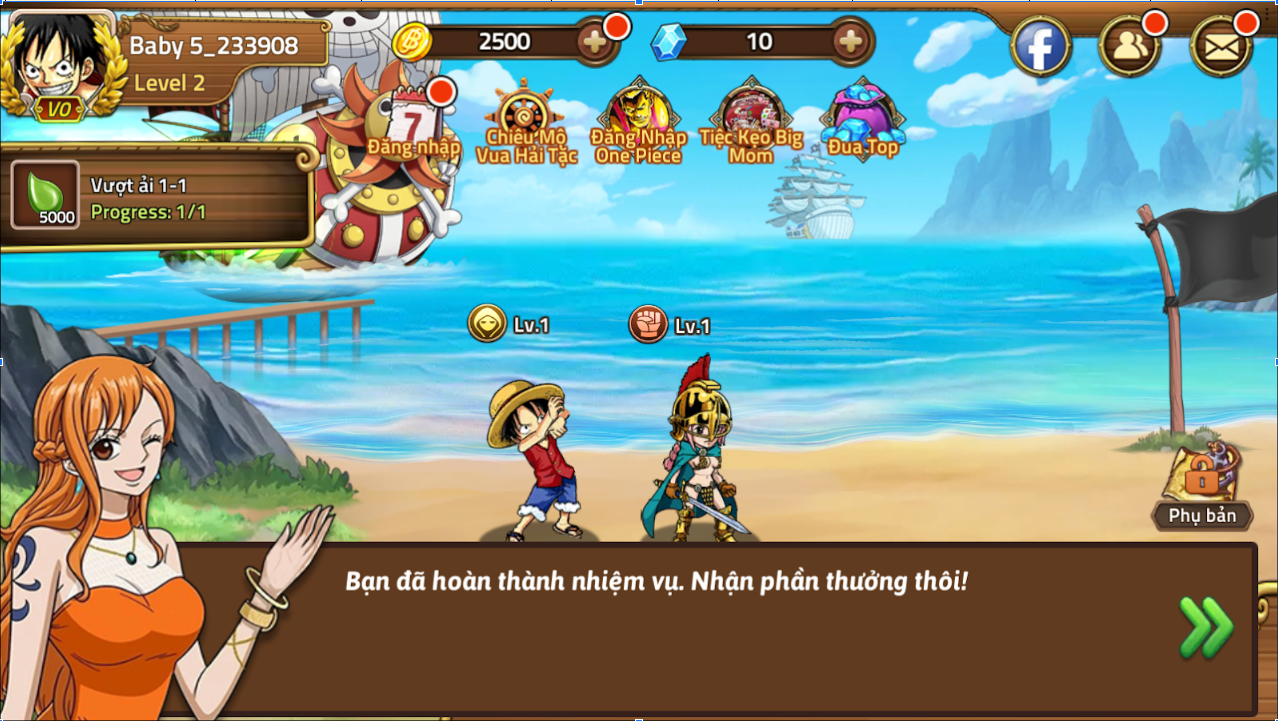 Baby 5_233908
Level 2
V0
2500
10
7
Đăng nhập
Chiêu Mộ
Vua Hải Tặc
Đăng Nhập
One Piece
Tiệc Kẹo Big
Mom
Đua Top
Vượt ải 1-1
Progress: 1/1
5000
Lv.1
Lv.1
Phụ bản
Bạn đã hoàn thành nhiệm vụ. Nhận phần thưởng thôi!